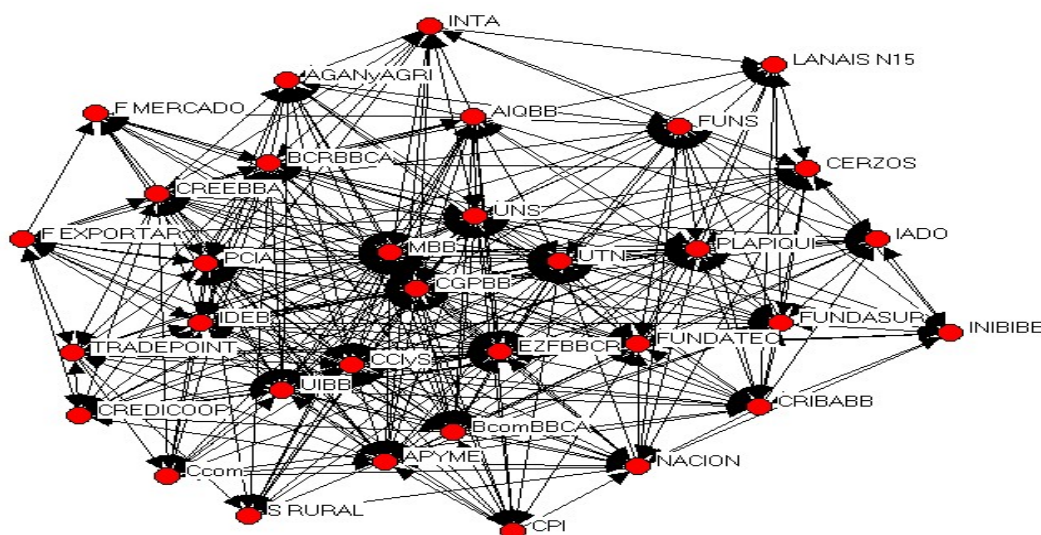 INTA
LANAIS N15
AGANyAGRI
F MERCADO
AIQBB
FUNS
BCRBBCA
CERZOS
CREEBBA
UNS
F EXPORTAR
MBB
UTN
PLAPIQUI
IADO
PCIA
CGPBB
IDEB
FUNDASUR
INIBIBB
TRADEPOINT
CCIyS
EZFBBCR
FUNDATEC
UIBB
CREDICOOP
CRIBABB
BcomBBCA
APYME
NACION
Ccom
S RURAL
CPI